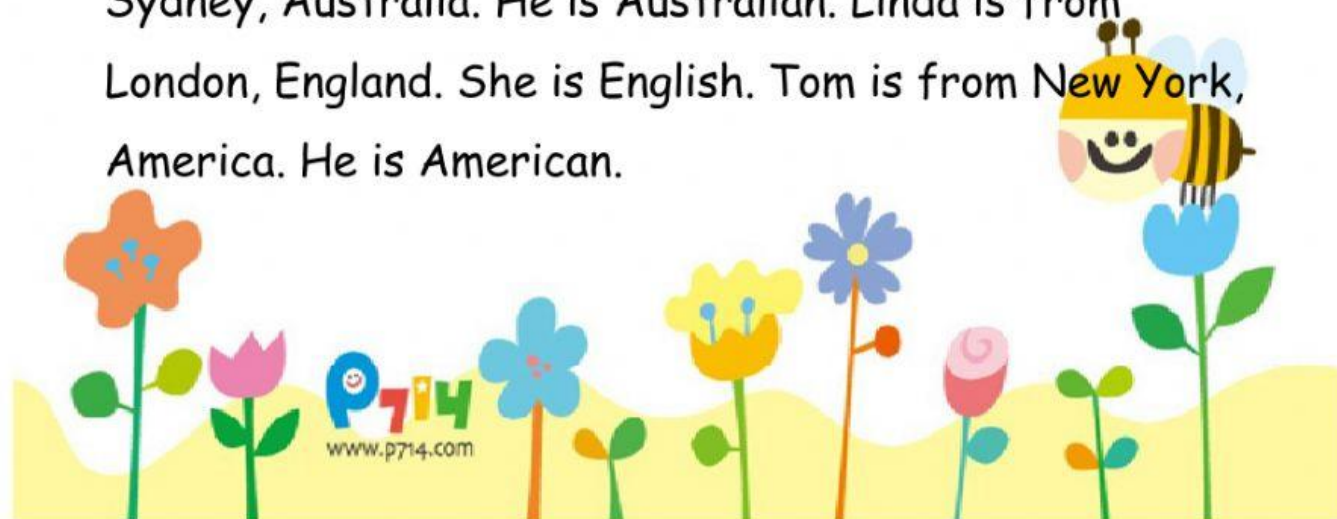 Sydney, Australia. He is Australian. Linda is from
London, England. She is English. Tom is from New York,
America. He is American.
P714
www.p714.com